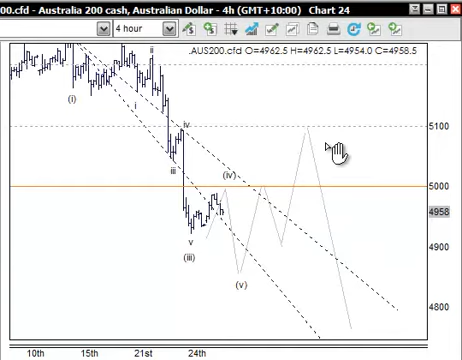 00.cfd - Australia 200 cash, Australian Dollar - 4h (GMT+10:00) Chart 24
4 hour
.AUS200.cfd O=4962.5 H=4962.5 L=4954.0 C=4958.5
ii
(i)
i
iv
5100
iii
(iv)
5000
4958
v
4900
(iii)
(v)
4800
10th 15th 21st 24th